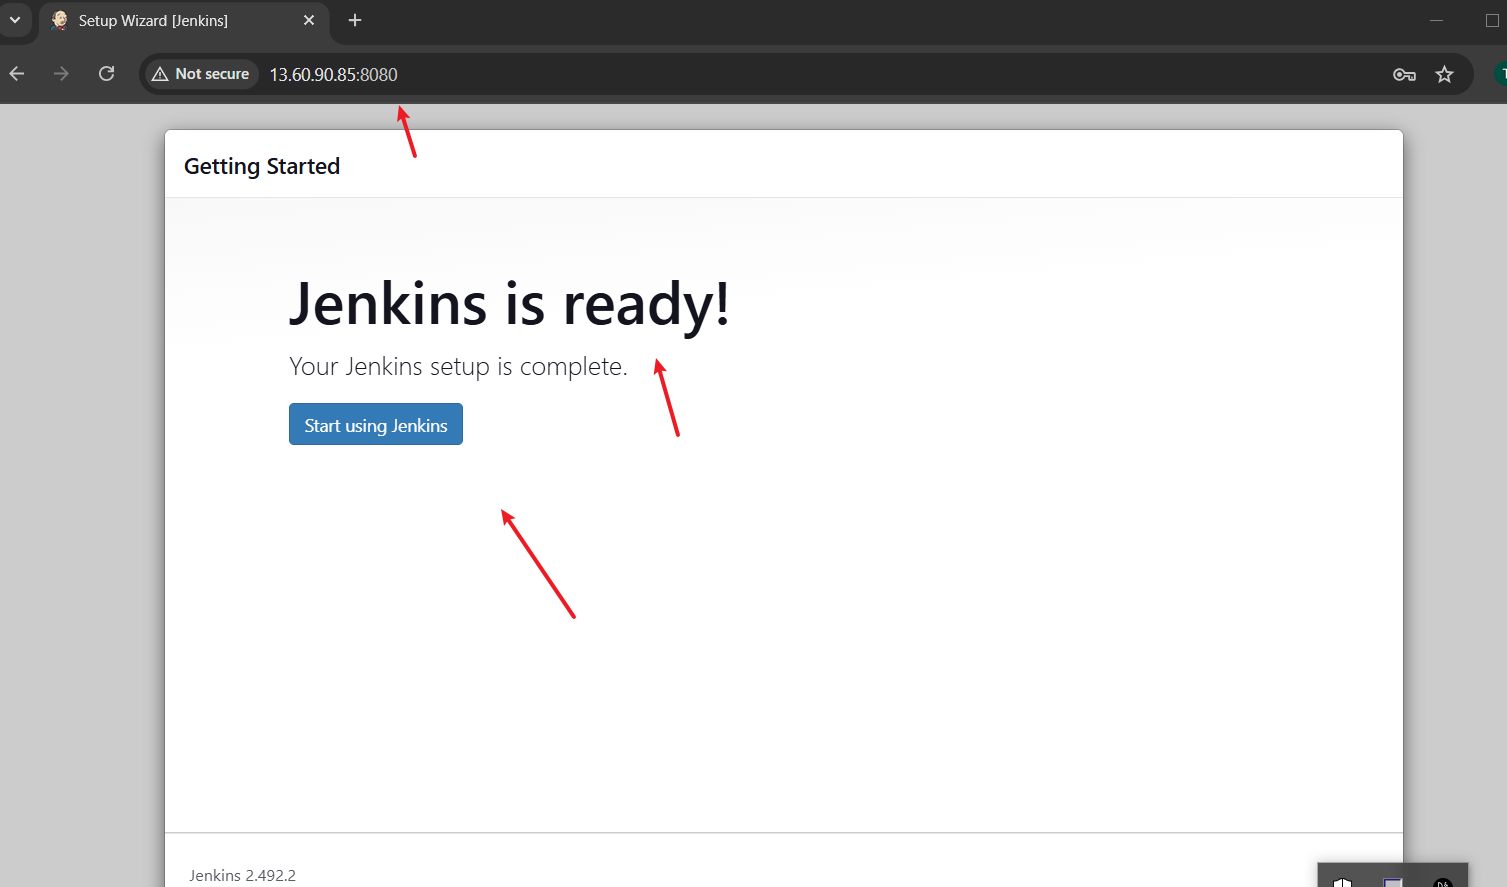 Setup Wizard [Jenkins]
Not secure
13.60.90.85:8080
Getting Started
Jenkins is ready!
Your Jenkins setup is complete.
Start using Jenkins
Jenkins 2.492.2